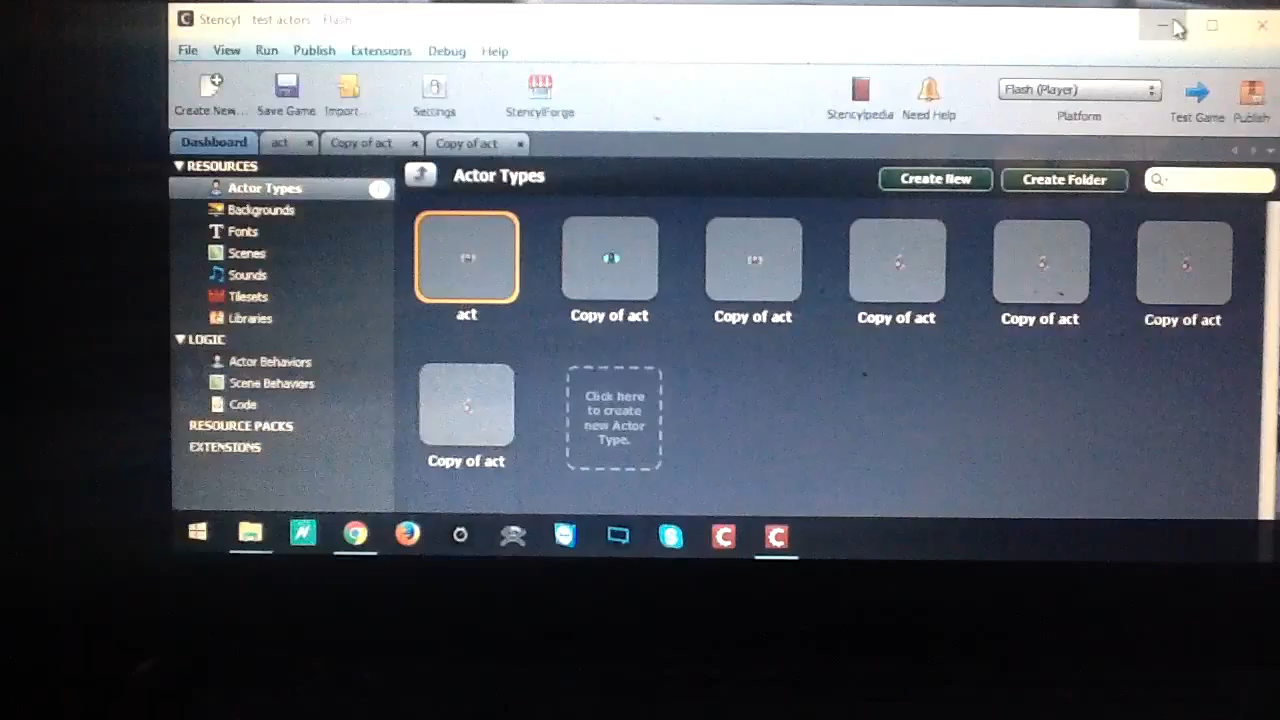 Stencyl test actors Flash
File View Run Publish Extensions Debug Help
Create New... Save Game Import... Settings StencylForge Stencylpedia Need Help Flash (Player) Platform Test Game Publish
Dashboard act Copy of act Copy of act
RESOURCES
Actor Types
Backgrounds
Fonts
Scenes
Sounds
Tilesets
Libraries
LOGIC
Actor Behaviors
Scene Behaviors
Code
RESOURCE PACKS
EXTENSIONS
Actor Types Create New Create Folder
act Copy of act Copy of act Copy of act Copy of act Copy of act
Copy of act
Click here
to create
new Actor
Type.